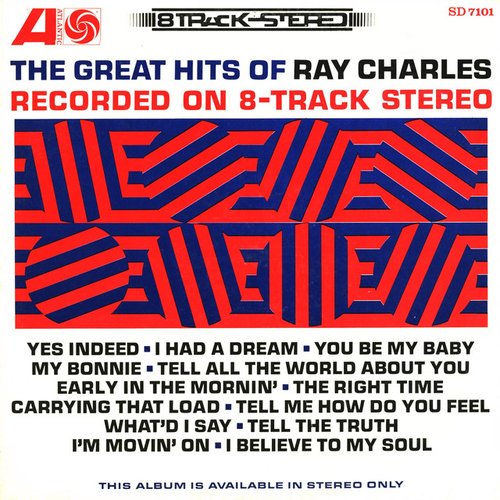 ATLANTIC
8 TRACK-STEREO
SD 7101
THE GREAT HITS OF RAY CHARLES
RECORDED ON 8-TRACK STEREO
YES INDEED ▪ I HAD A DREAM ▪ YOU BE MY BABY
MY BONNIE ▪ TELL ALL THE WORLD ABOUT YOU
EARLY IN THE MORNIN' ▪ THE RIGHT TIME
CARRYING THAT LOAD ▪ TELL ME HOW DO YOU FEEL
WHAT'D I SAY ▪ TELL THE TRUTH
I'M MOVIN' ON ▪ I BELIEVE TO MY SOUL
THIS ALBUM IS AVAILABLE IN STEREO ONLY